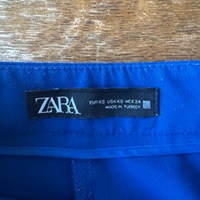 ZARA
EUR XS USA XS MEX 24
MADE IN TURKEY